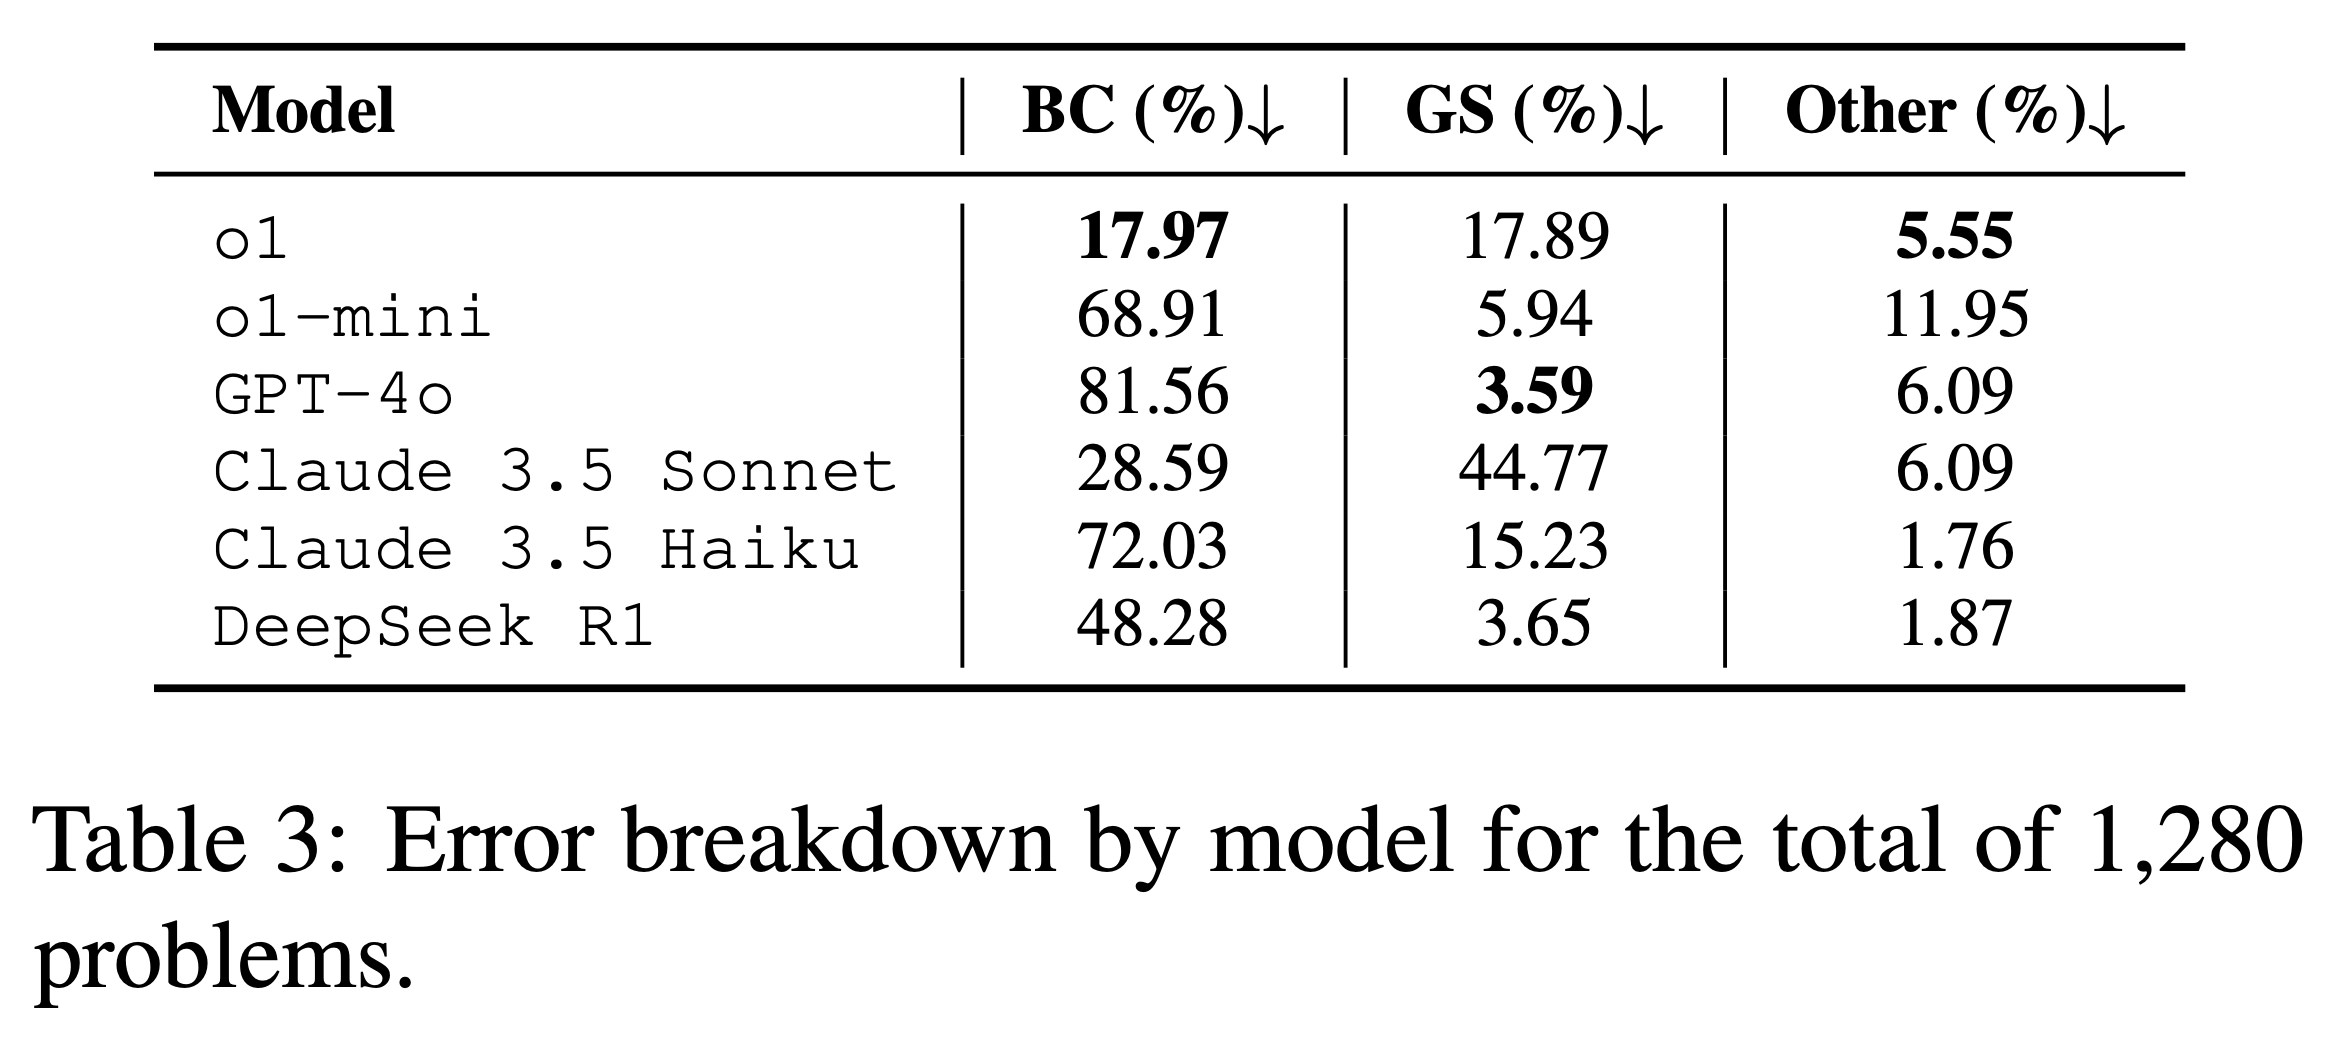 Model BC (%)↓ GS (%)↓ Other (%)↓
o1 17.97 17.89 5.55
o1-mini 68.91 5.94 11.95
GPT-4o 81.56 3.59 6.09
Claude 3.5 Sonnet 28.59 44.77 6.09
Claude 3.5 Haiku 72.03 15.23 1.76
DeepSeek R1 48.28 3.65 1.87
Table 3: Error breakdown by model for the total of 1,280
problems.